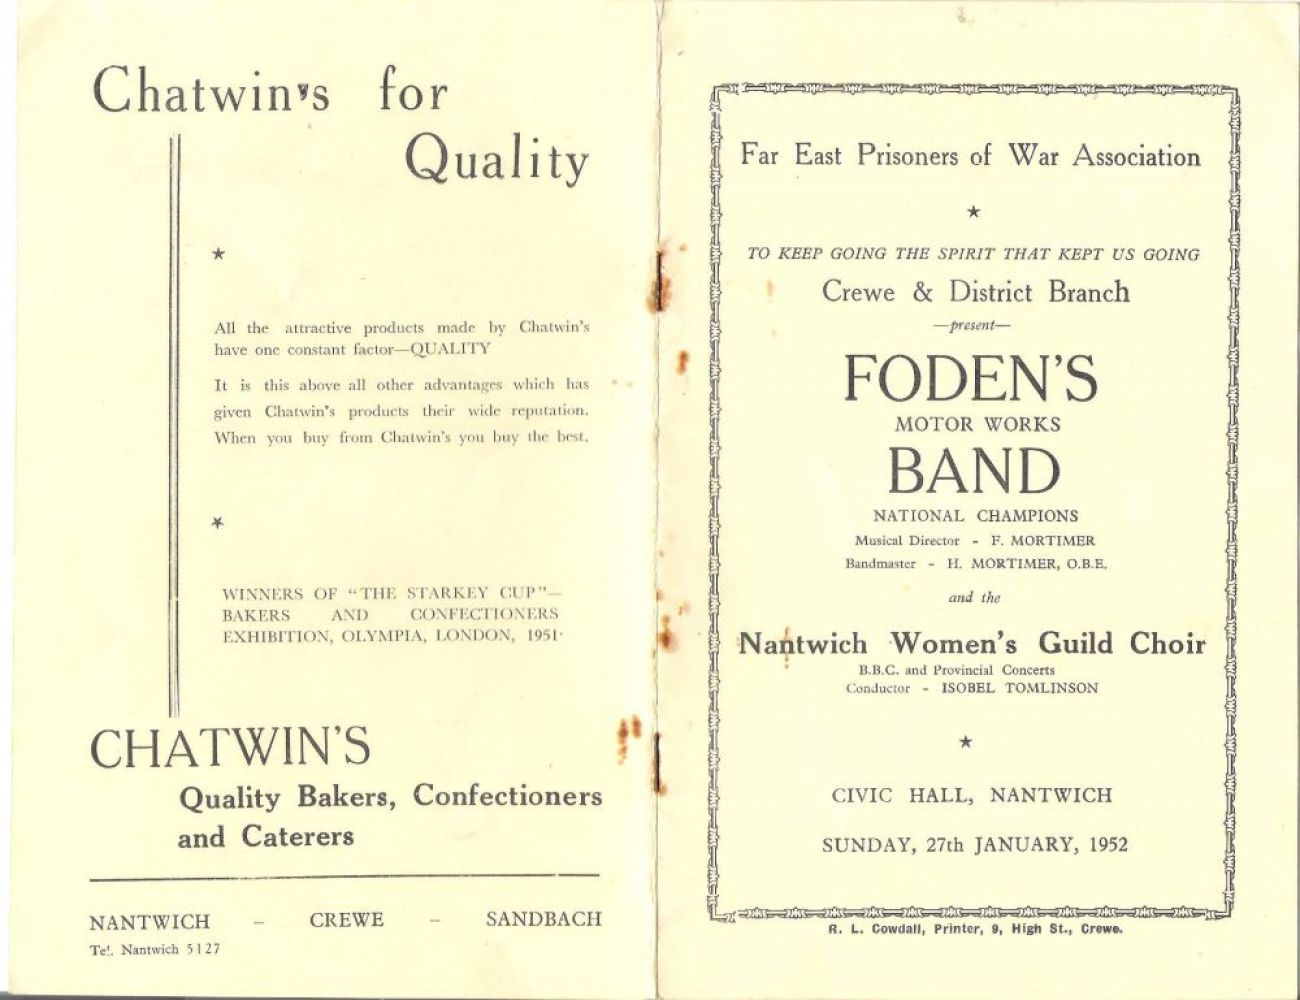 Chatwin's for
Quality
★
All the attractive products made by Chatwin's
have one constant factor—QUALITY
It is this above all other advantages which has
given Chatwin's products their wide reputation.
When you buy from Chatwin's you buy the best.
★
WINNERS OF "THE STARKEY CUP"—
BAKERS AND CONFECTIONERS
EXHIBITION, OLYMPIA, LONDON, 1951.
CHATWIN'S
Quality Bakers, Confectioners
and Caterers
NANTWICH – CREWE – SANDBACH
Tel. Nantwich 5127
Far East Prisoners of War Association
★
TO KEEP GOING THE SPIRIT THAT KEPT US GOING
Crewe & District Branch
—present—
FODEN'S
MOTOR WORKS
BAND
NATIONAL CHAMPIONS
Musical Director - F. MORTIMER
Bandmaster - H. MORTIMER, O.B.E.
and the
Nantwich Women's Guild Choir
B.B.C. and Provincial Concerts
Conductor - ISOBEL TOMLINSON
★
CIVIC HALL, NANTWICH
SUNDAY, 27th JANUARY, 1952
R. L. Cowdall, Printer, 9, High St., Crewe.